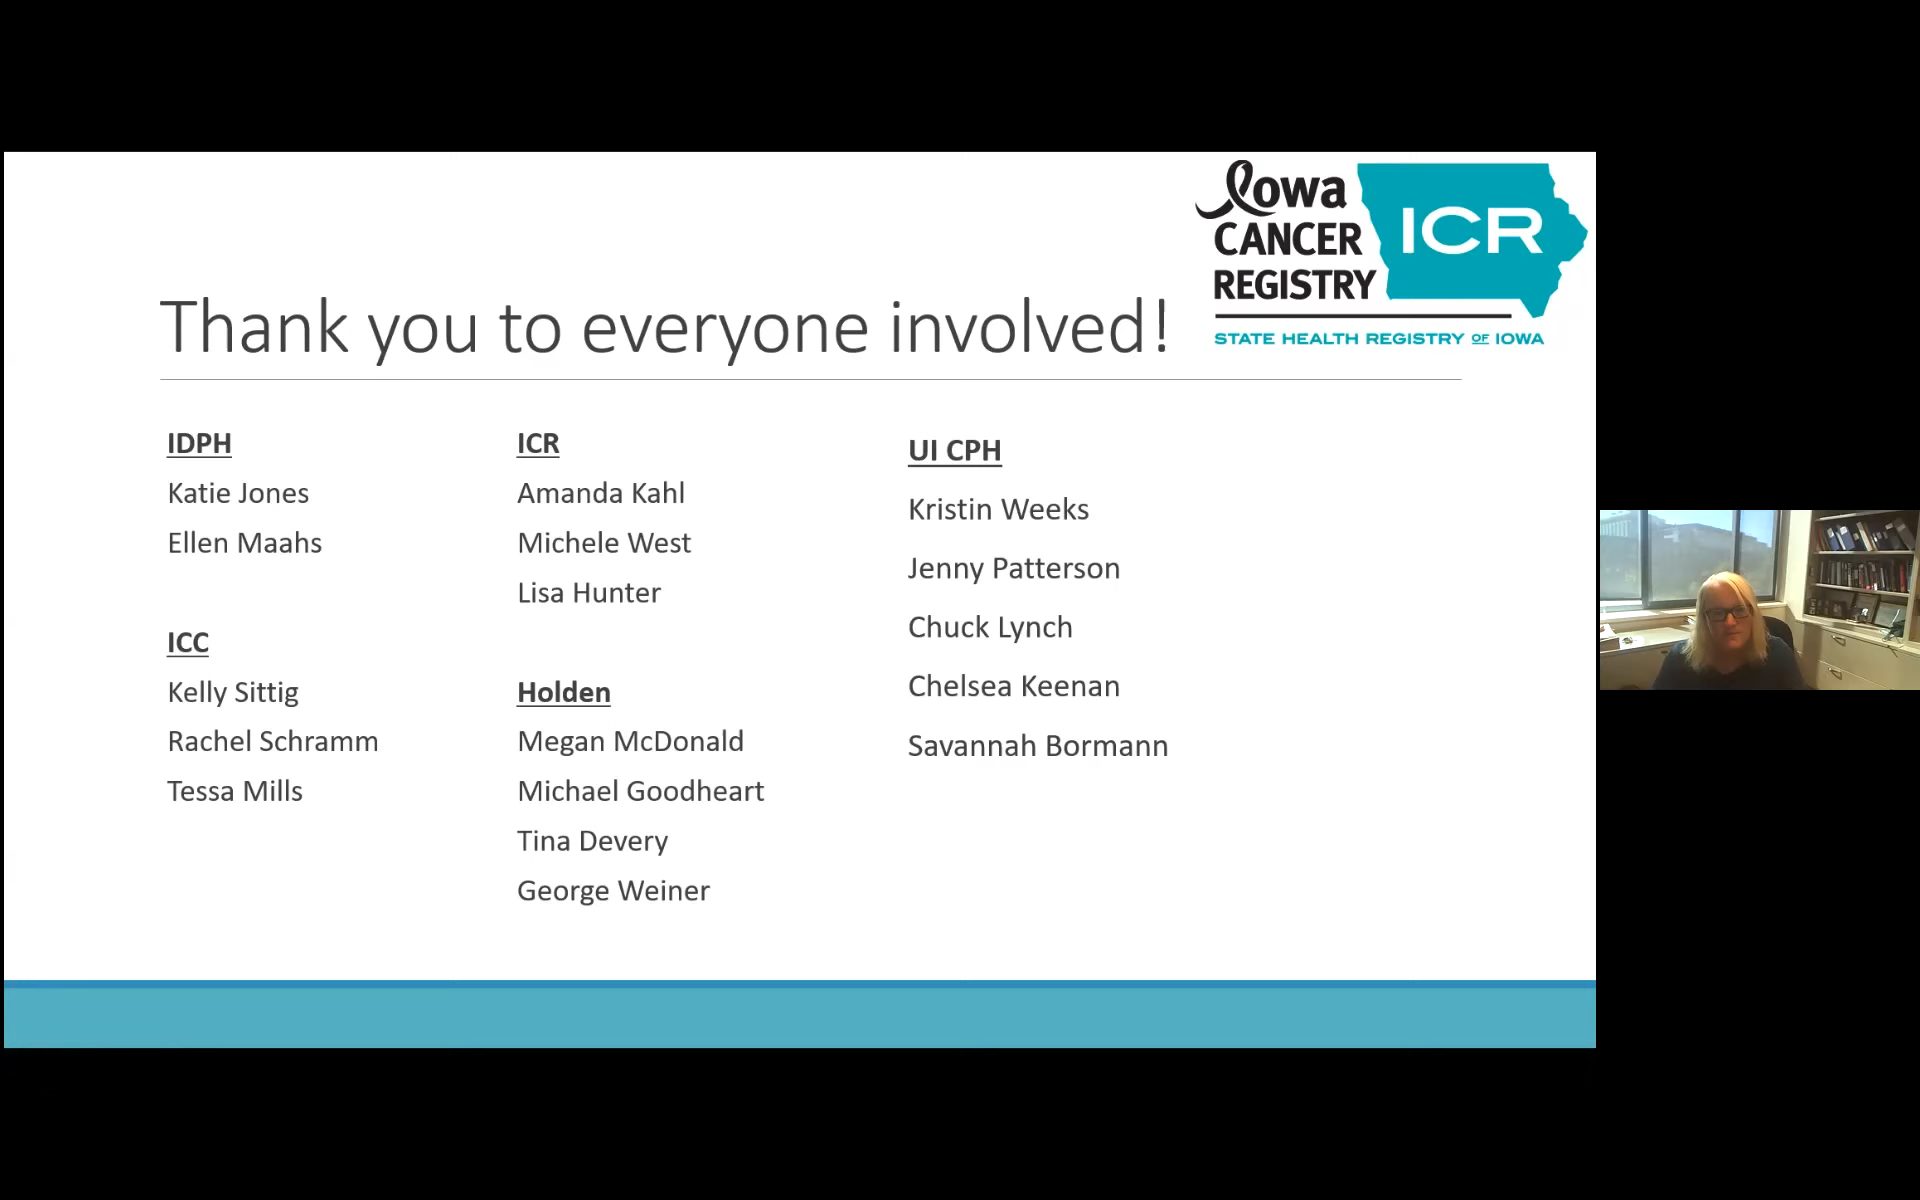 Iowa
CANCER
REGISTRY
ICR
STATE HEALTH REGISTRY OF IOWA
Thank you to everyone involved!
IDPH
Katie Jones
Ellen Maahs
ICC
Kelly Sittig
Rachel Schramm
Tessa Mills
ICR
Amanda Kahl
Michele West
Lisa Hunter
Holden
Megan McDonald
Michael Goodheart
Tina Devery
George Weiner
UI CPH
Kristin Weeks
Jenny Patterson
Chuck Lynch
Chelsea Keenan
Savannah Bormann